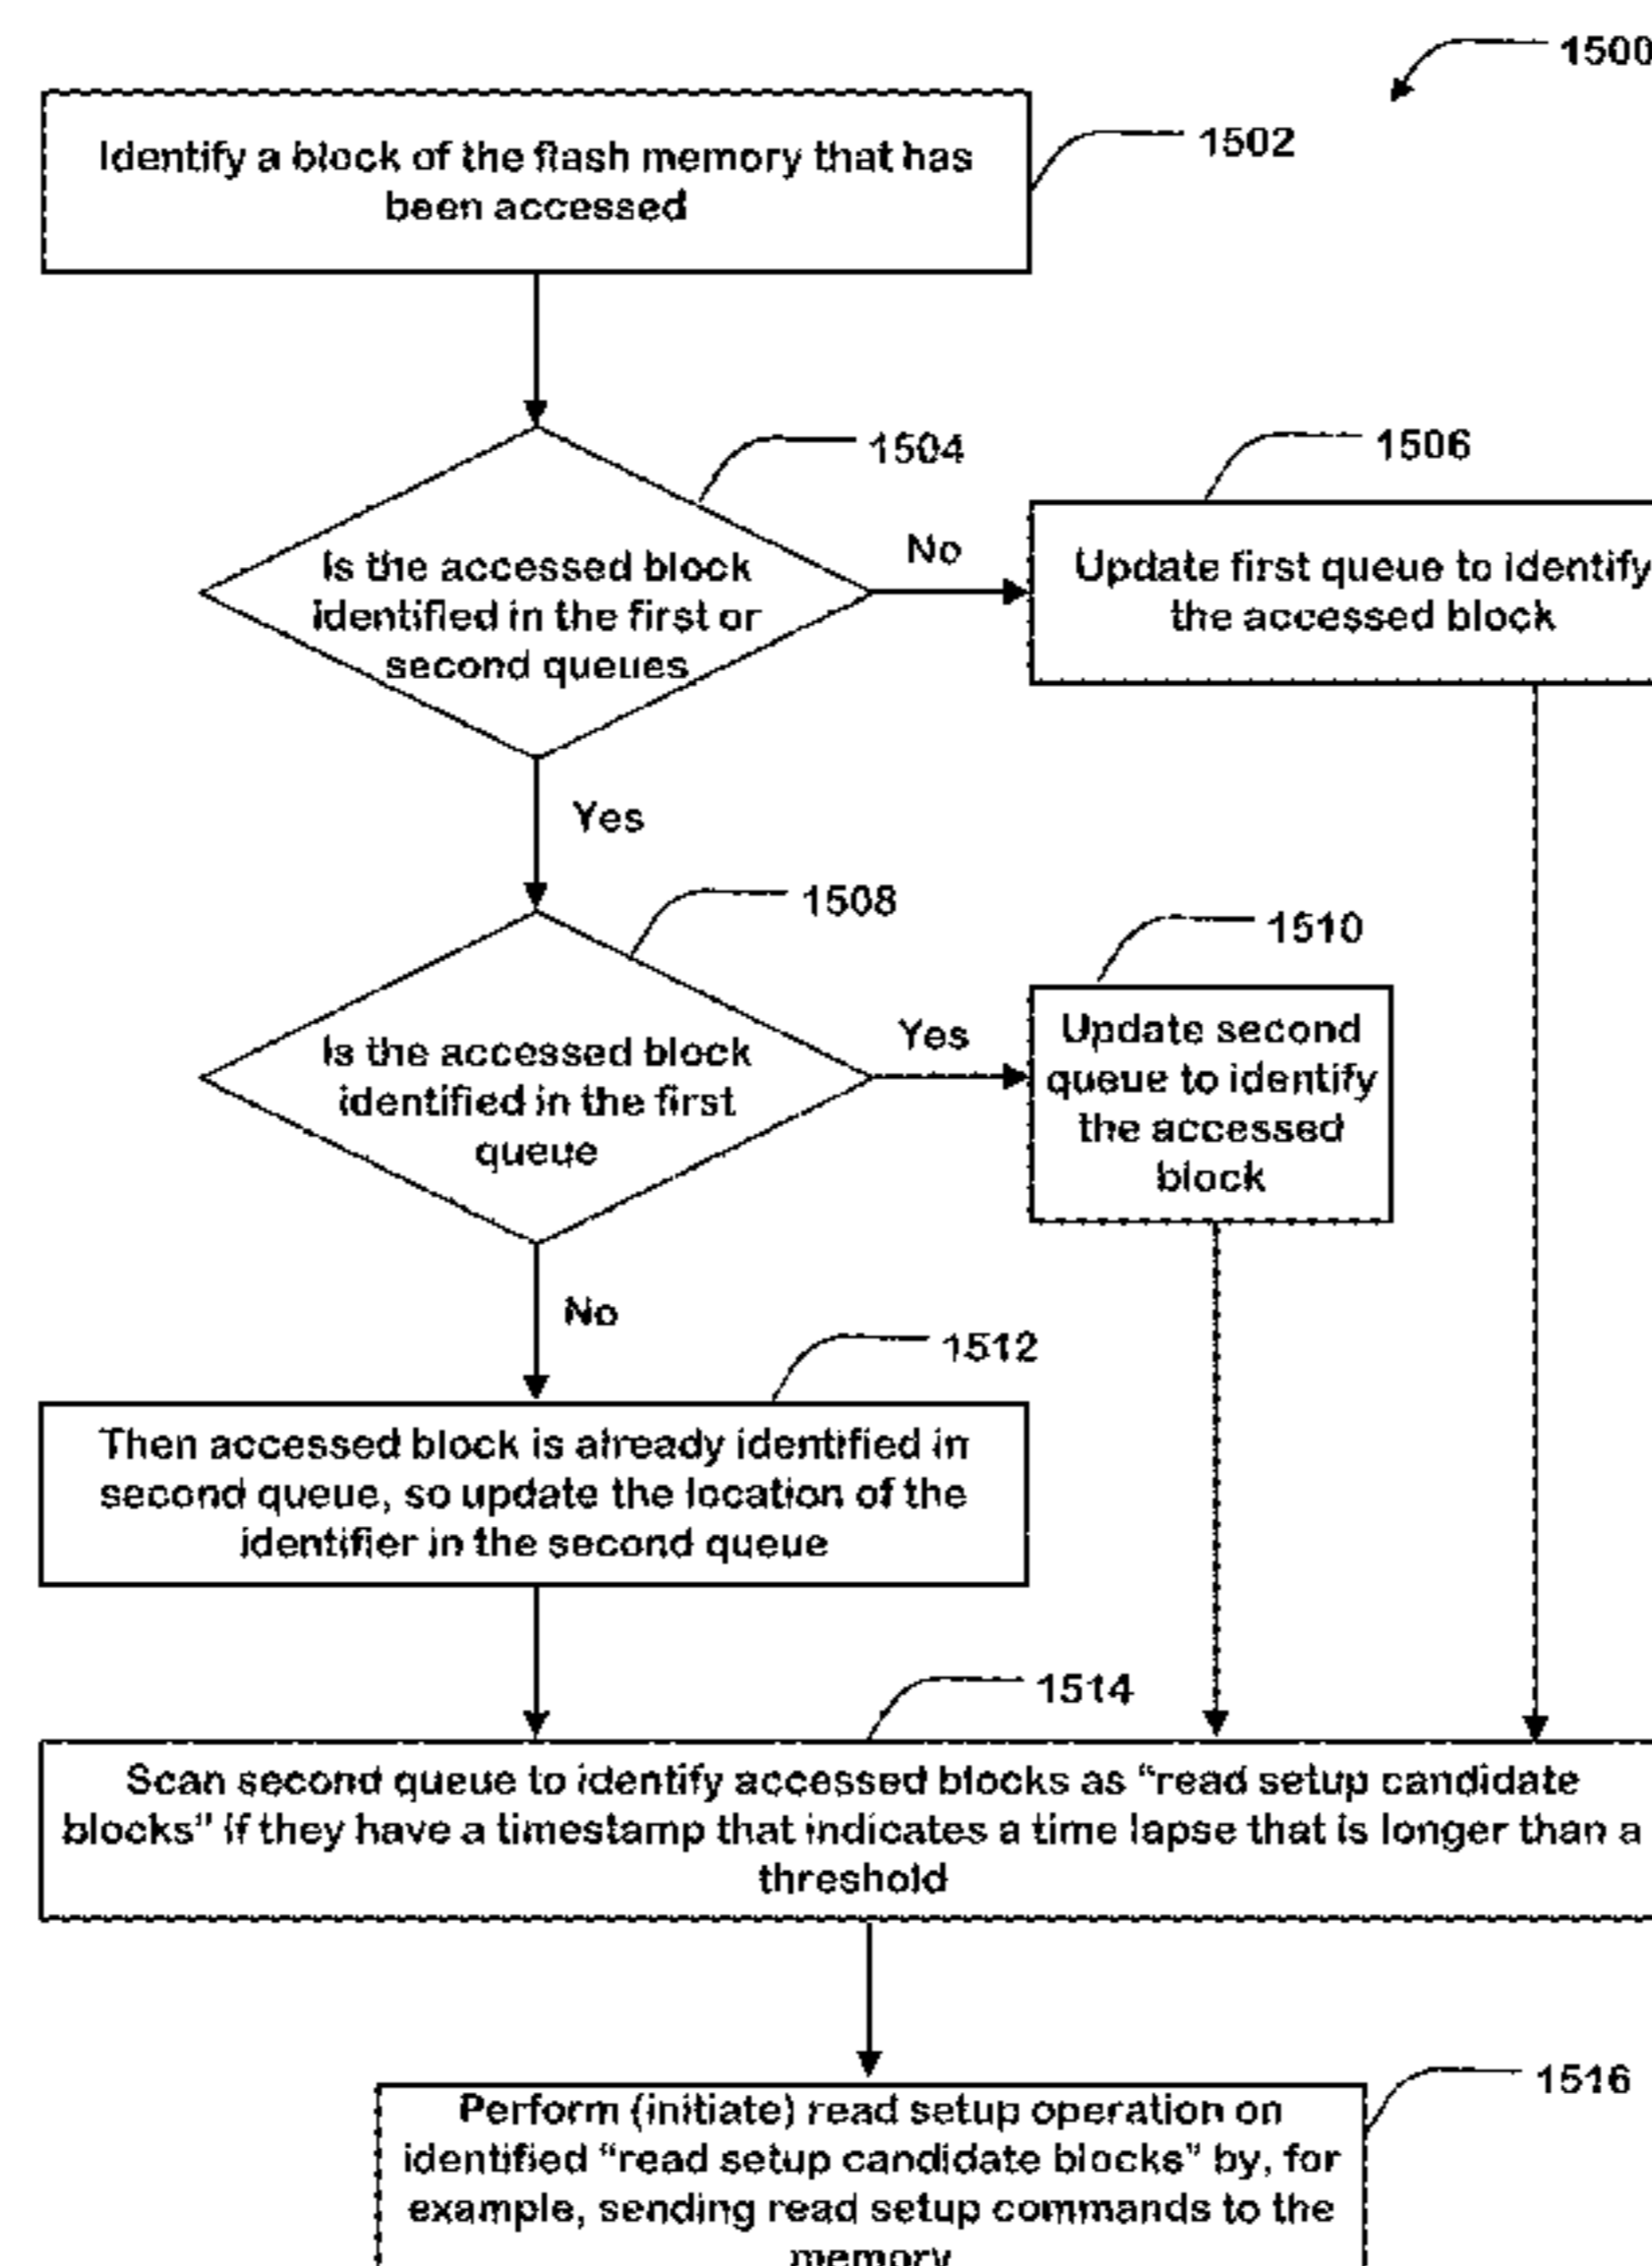 1500
Identify a block of the flash memory that has
been accessed
1502
1504
Is the accessed block
identified in the first or
second queues
No
1506
Update first queue to identify
the accessed block
Yes
1508
Is the accessed block
identified in the first
queue
Yes
1510
Update second
queue to identify
the accessed
block
No
1512
Then accessed block is already identified in
second queue, so update the location of the
identifier in the second queue
1514
Scan second queue to identify accessed blocks as “read setup candidate
blocks” if they have a timestamp that indicates a time lapse that is longer than a
threshold
1516
Perform (initiate) read setup operation on
identified “read setup candidate blocks” by, for
example, sending read setup commands to the
memory